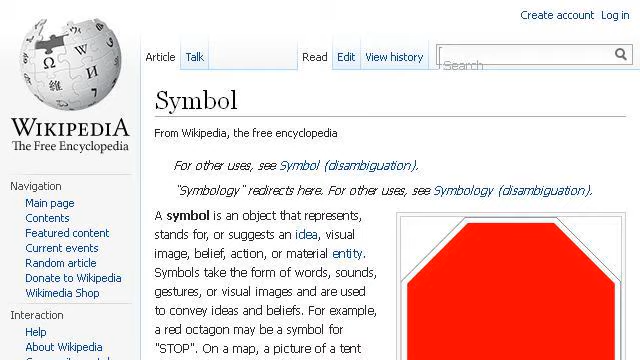 Create account Log in
Article Talk Read Edit View history Search
WIKIPEDIA
The Free Encyclopedia
Symbol
From Wikipedia, the free encyclopedia
For other uses, see Symbol (disambiguation).
"Symbology" redirects here. For other uses, see Symbology (disambiguation).
Navigation
Main page
Contents
Featured content
Current events
Random article
Donate to Wikipedia
Wikimedia Shop
Interaction
Help
About Wikipedia
A symbol is an object that represents,
stands for, or suggests an idea, visual
image, belief, action, or material entity.
Symbols take the form of words, sounds,
gestures, or visual images and are used
to convey ideas and beliefs. For example,
a red octagon may be a symbol for
"STOP". On a map, a picture of a tent